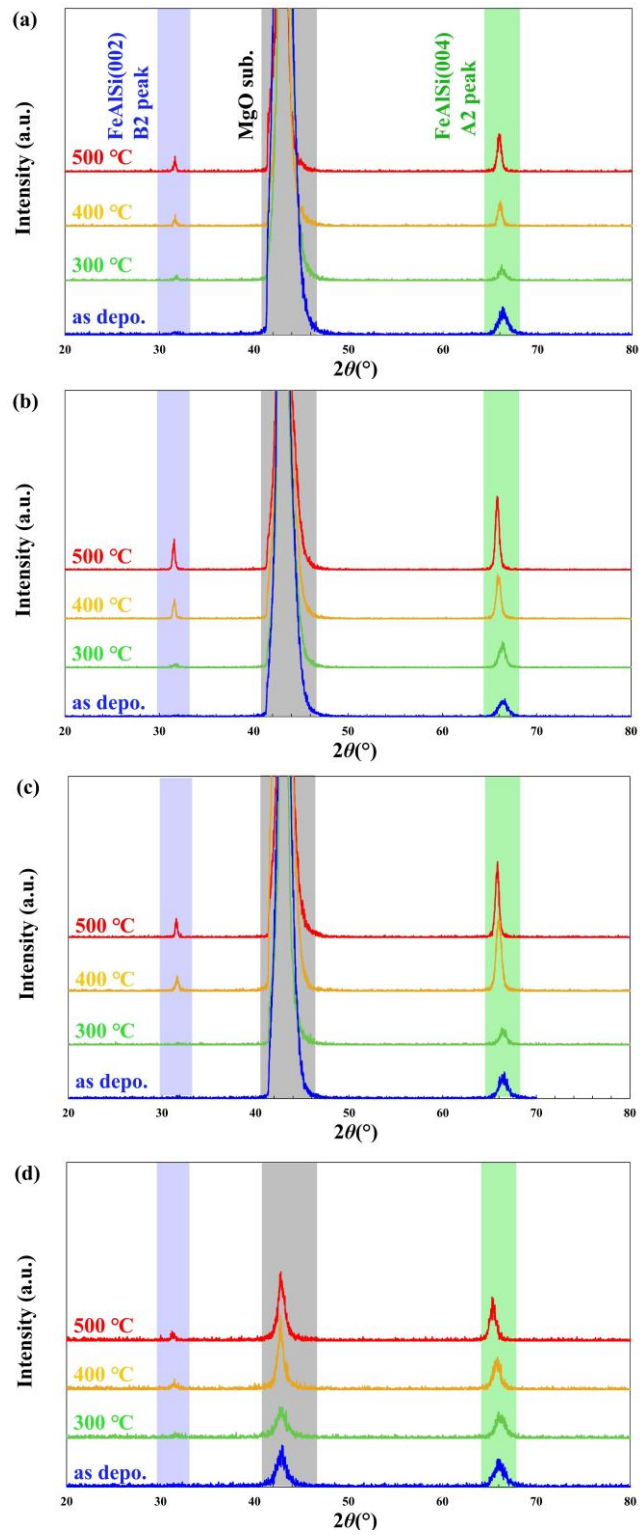 (a)
FeAlSi(002)
B2 peak
MgO sub.
FeAlSi(004)
A2 peak
Intensity (a.u.)
500 °C
400 °C
300 °C
as depo.
20 30 40 50 60 70 80
2θ(°)
(b)
Intensity (a.u.)
500 °C
400 °C
300 °C
as depo.
20 30 40 50 60 70 80
2θ(°)
(c)
Intensity (a.u.)
500 °C
400 °C
300 °C
as depo.
20 30 40 50 60 70 80
2θ(°)
(d)
Intensity (a.u.)
500 °C
400 °C
300 °C
as depo.
20 30 40 50 60 70 80
2θ(°)